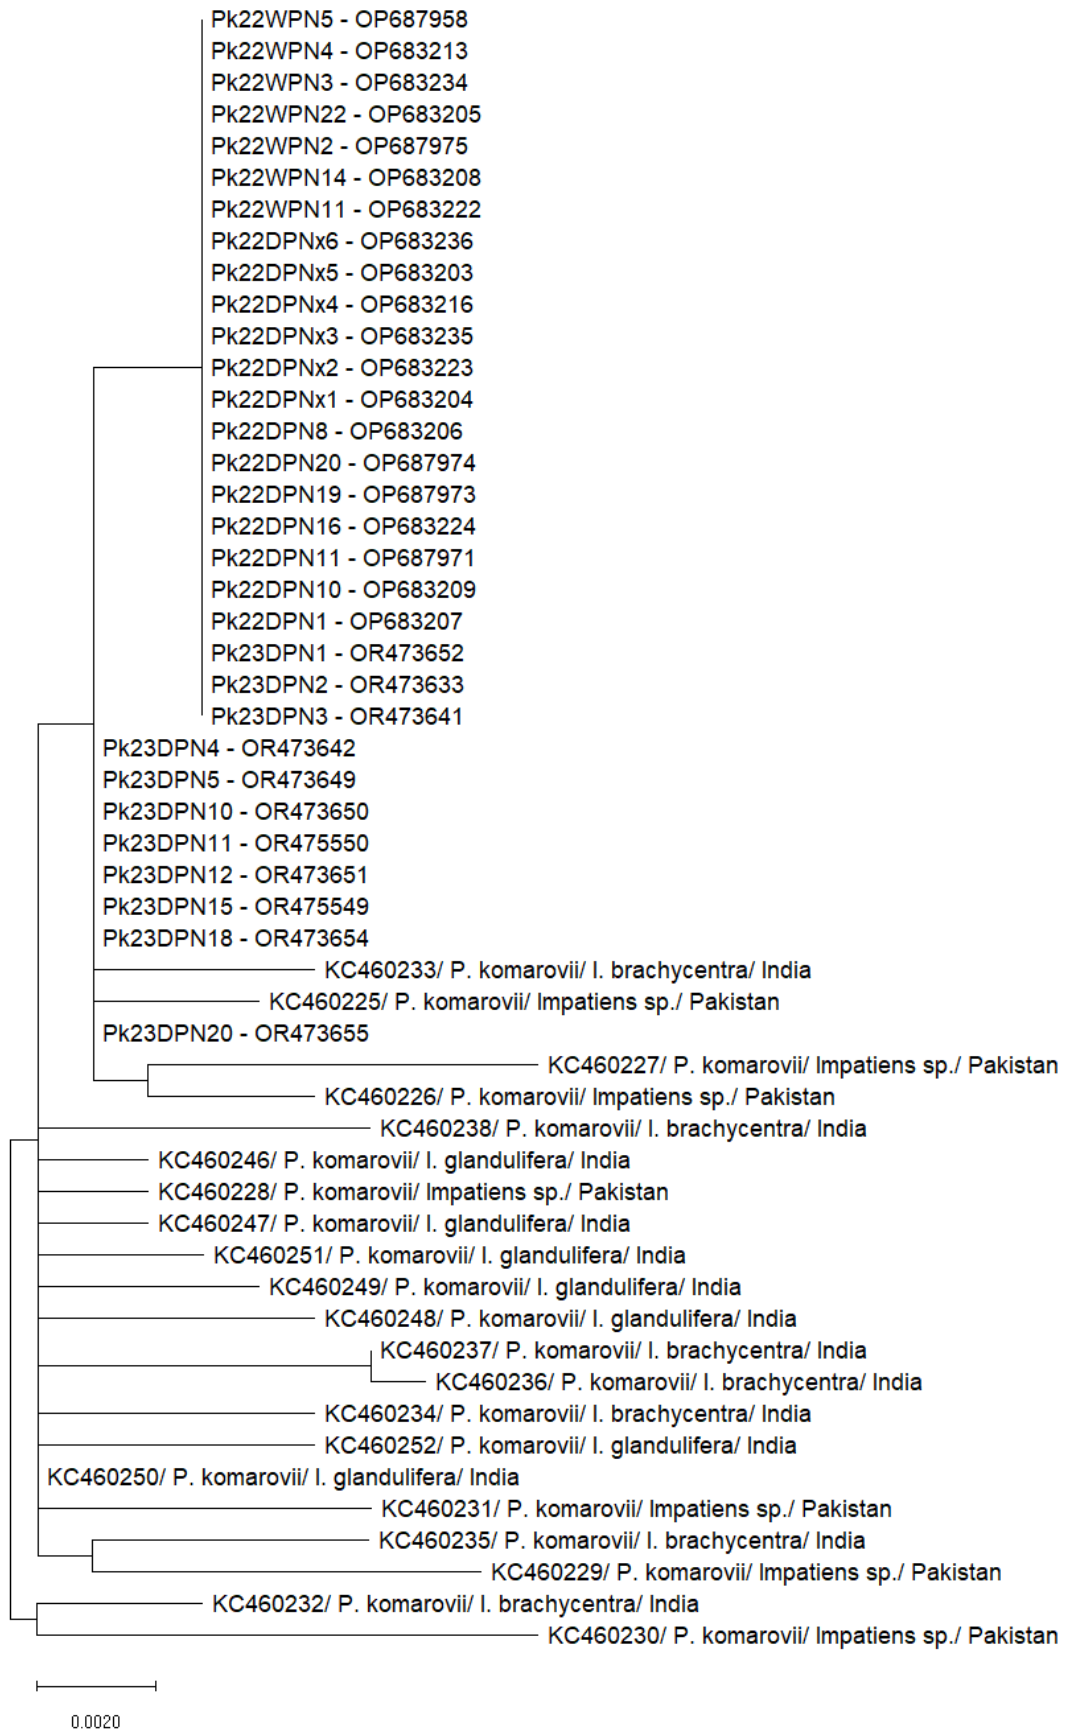 Pk22WPN5 - OP687958
Pk22WPN4 - OP683213
Pk22WPN3 - OP683234
Pk22WPN22 - OP683205
Pk22WPN2 - OP687975
Pk22WPN14 - OP683208
Pk22WPN11 - OP683222
Pk22DPNx6 - OP683236
Pk22DPNx5 - OP683203
Pk22DPNx4 - OP683216
Pk22DPNx3 - OP683235
Pk22DPNx2 - OP683223
Pk22DPNx1 - OP683204
Pk22DPN8 - OP683206
Pk22DPN20 - OP687974
Pk22DPN19 - OP687973
Pk22DPN16 - OP683224
Pk22DPN11 - OP687971
Pk22DPN10 - OP683209
Pk22DPN1 - OP683207
Pk23DPN1 - OR473652
Pk23DPN2 - OR473633
Pk23DPN3 - OR473641
Pk23DPN4 - OR473642
Pk23DPN5 - OR473649
Pk23DPN10 - OR473650
Pk23DPN11 - OR475550
Pk23DPN12 - OR473651
Pk23DPN15 - OR475549
Pk23DPN18 - OR473654
KC460233/ P. komarovii/ I. brachycentra/ India
KC460225/ P. komarovii/ Impatiens sp./ Pakistan
Pk23DPN20 - OR473655
KC460227/ P. komarovii/ Impatiens sp./ Pakistan
KC460226/ P. komarovii/ Impatiens sp./ Pakistan
KC460238/ P. komarovii/ I. brachycentra/ India
KC460246/ P. komarovii/ I. glandulifera/ India
KC460228/ P. komarovii/ Impatiens sp./ Pakistan
KC460247/ P. komarovii/ I. glandulifera/ India
KC460251/ P. komarovii/ I. glandulifera/ India
KC460249/ P. komarovii/ I. glandulifera/ India
KC460248/ P. komarovii/ I. glandulifera/ India
KC460237/ P. komarovii/ I. brachycentra/ India
KC460236/ P. komarovii/ I. brachycentra/ India
KC460234/ P. komarovii/ I. brachycentra/ India
KC460252/ P. komarovii/ I. glandulifera/ India
KC460250/ P. komarovii/ I. glandulifera/ India
KC460231/ P. komarovii/ Impatiens sp./ Pakistan
KC460235/ P. komarovii/ I. brachycentra/ India
KC460229/ P. komarovii/ Impatiens sp./ Pakistan
KC460232/ P. komarovii/ I. brachycentra/ India
KC460230/ P. komarovii/ Impatiens sp./ Pakistan
0.0020